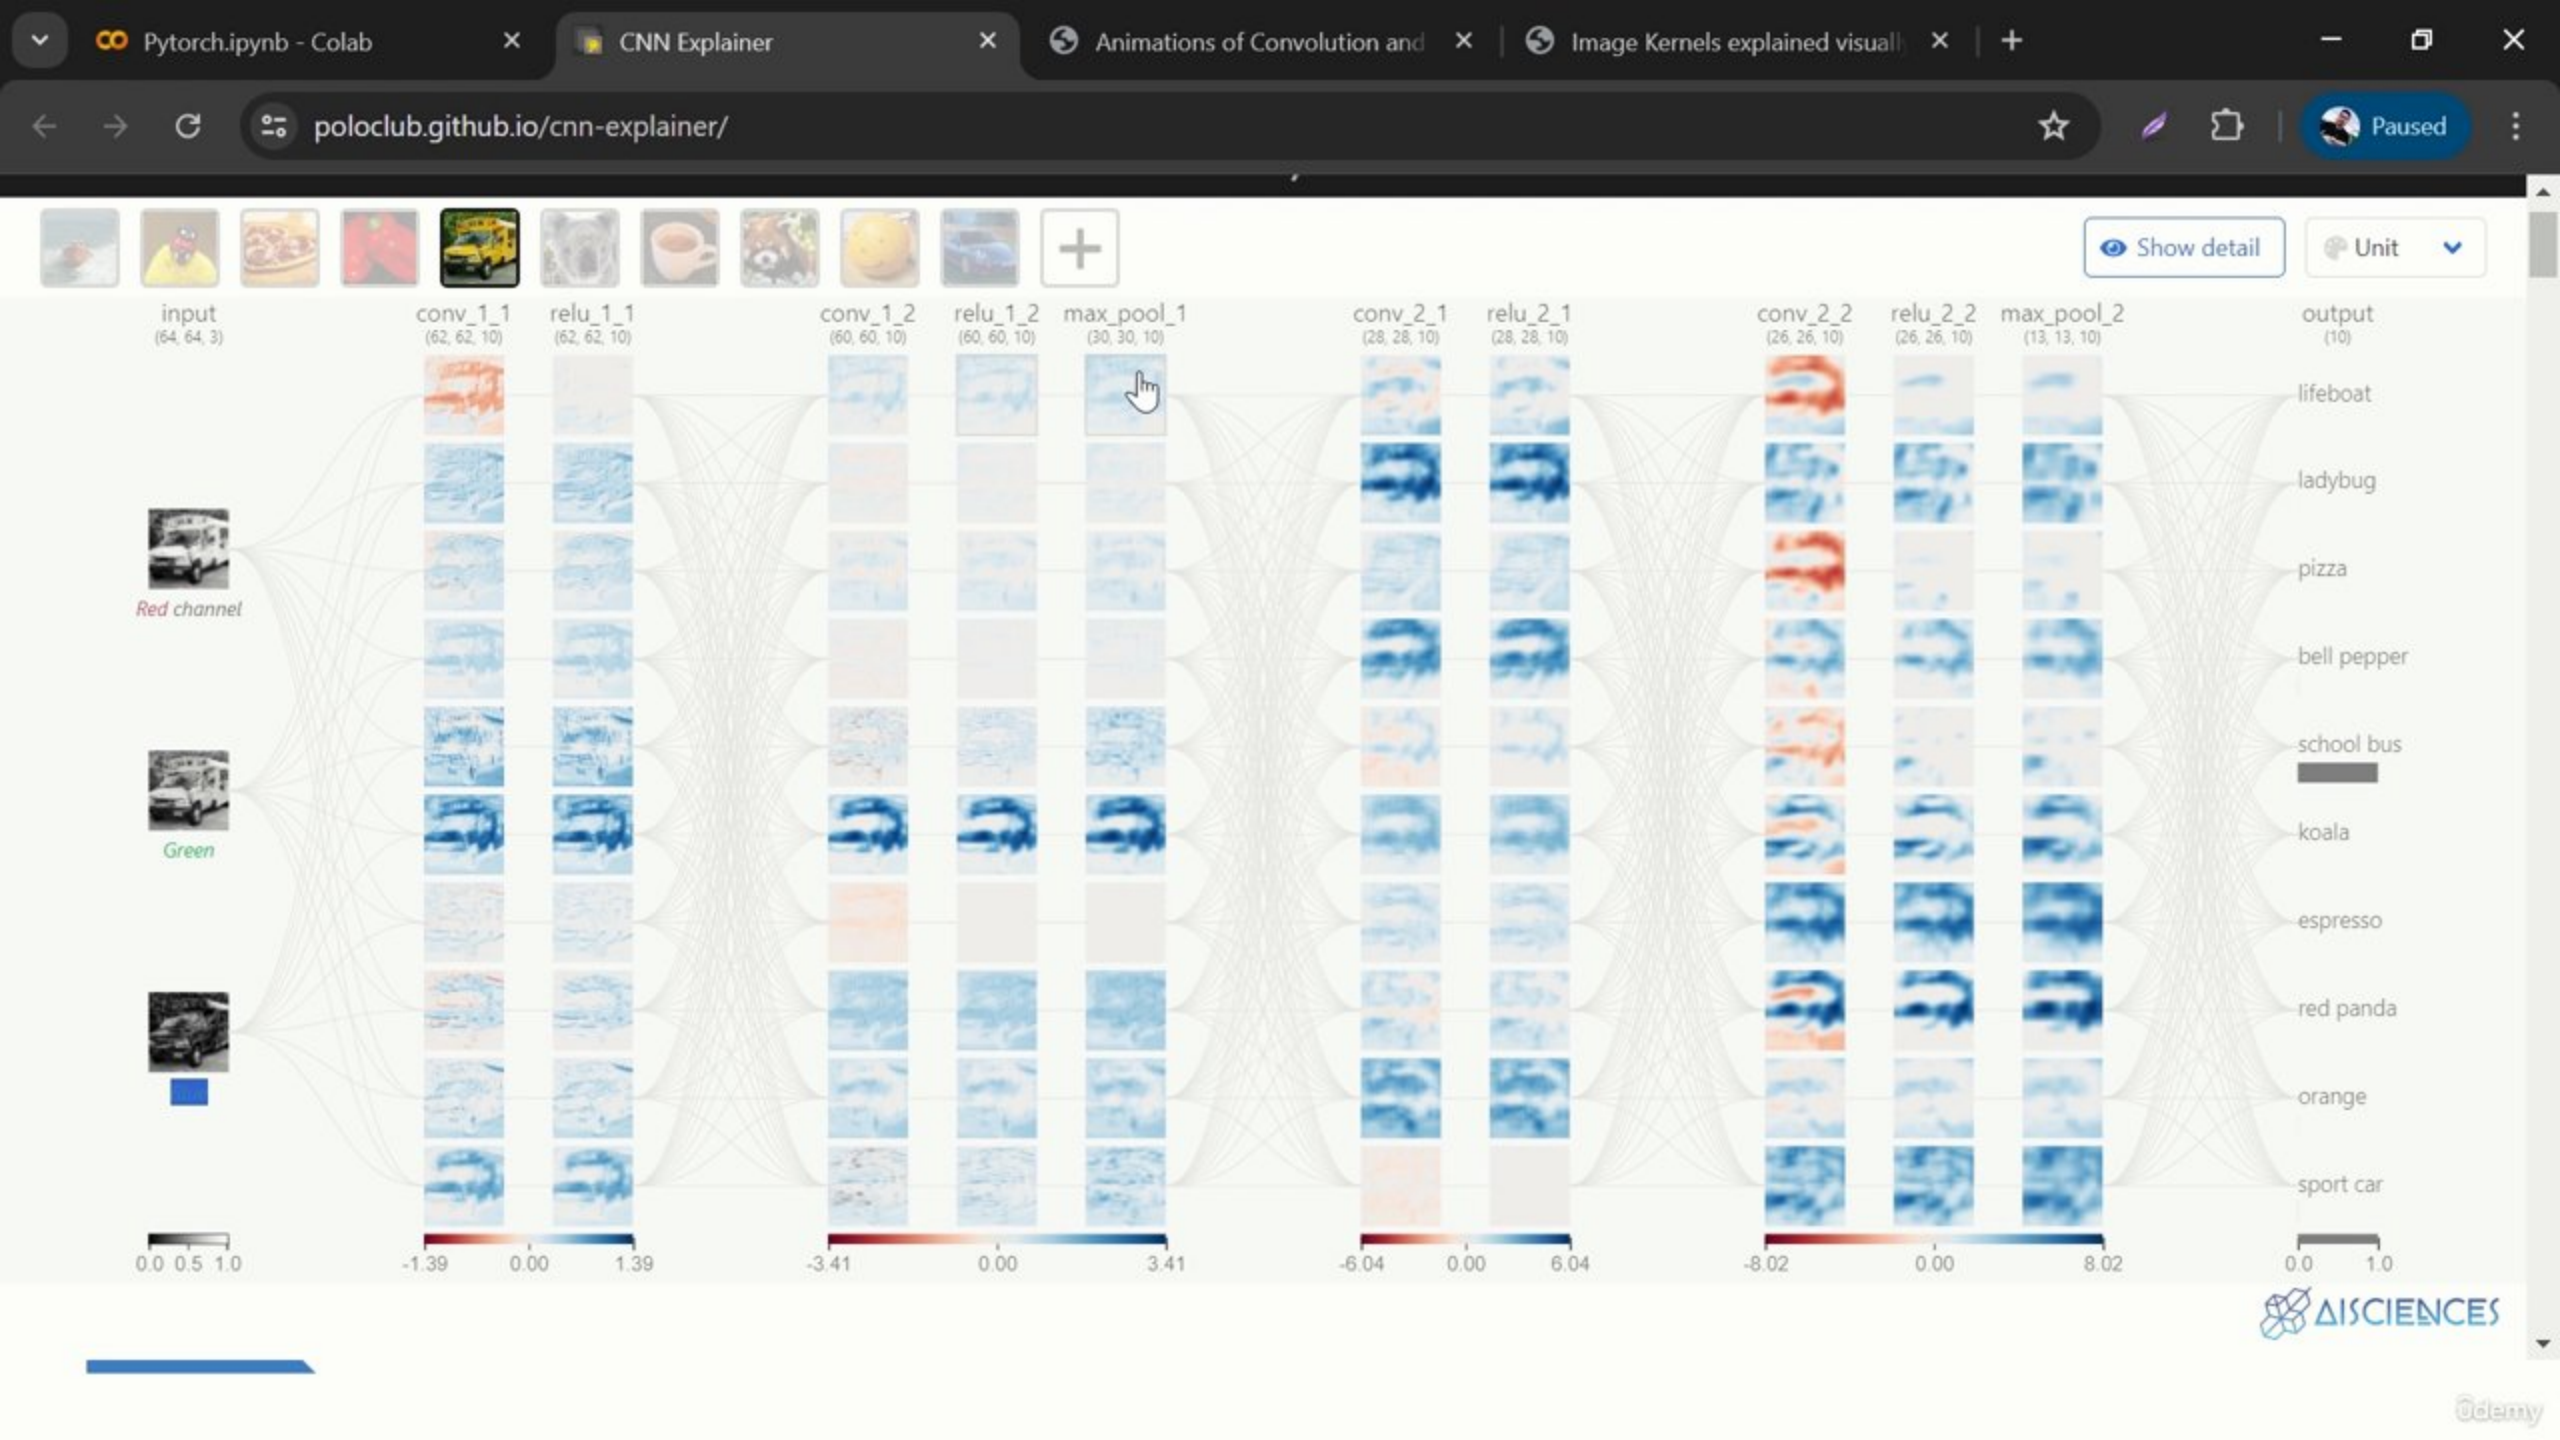 Pytorch.ipynb - Colab
CNN Explainer
Animations of Convolution and
Image Kernels explained visuall
poloclub.github.io/cnn-explainer/
Paused
Show detail
Unit
input conv_1_1 relu_1_1 conv_1_2 relu_1_2 max_pool_1 conv_2_1 relu_2_1 conv_2_2 relu_2_2 max_pool_2 output
(64, 64, 3) (62, 62, 10) (62, 62, 10) (60, 60, 10) (60, 60, 10) (30, 30, 10) (28, 28, 10) (28, 28, 10) (26, 26, 10) (26, 26, 10) (13, 13, 10) (10)
lifeboat
ladybug
pizza
Red channel
bell pepper
school bus
koala
Green
espresso
red panda
orange
sport car
0.0 0.5 1.0 -1.39 0.00 1.39 -3.41 0.00 3.41 -6.04 0.00 6.04 -8.02 0.00 8.02 0.0 1.0
AISCIENCES
ûdemy